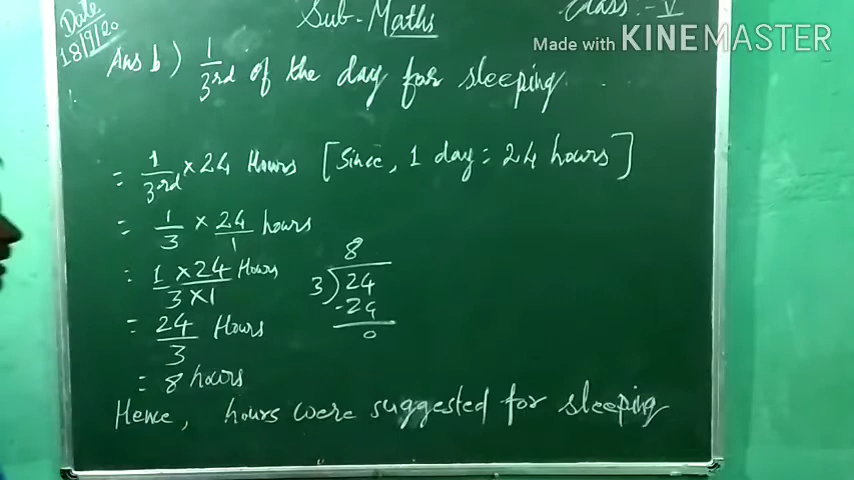 Date
18/9/20
Sub-Maths
Class:-V
Made with KINEMASTER
Ans b) 1/3rd of the day for sleeping
= 1/3rd × 24 Hours [Since, 1 day = 24 hours]
= 1/3 × 24/1 hours
= 1 × 24/3 × 1 Hours
= 24/3 Hours
= 8 hours
8
3)24
-24
0
Hence, hours were suggested for sleeping